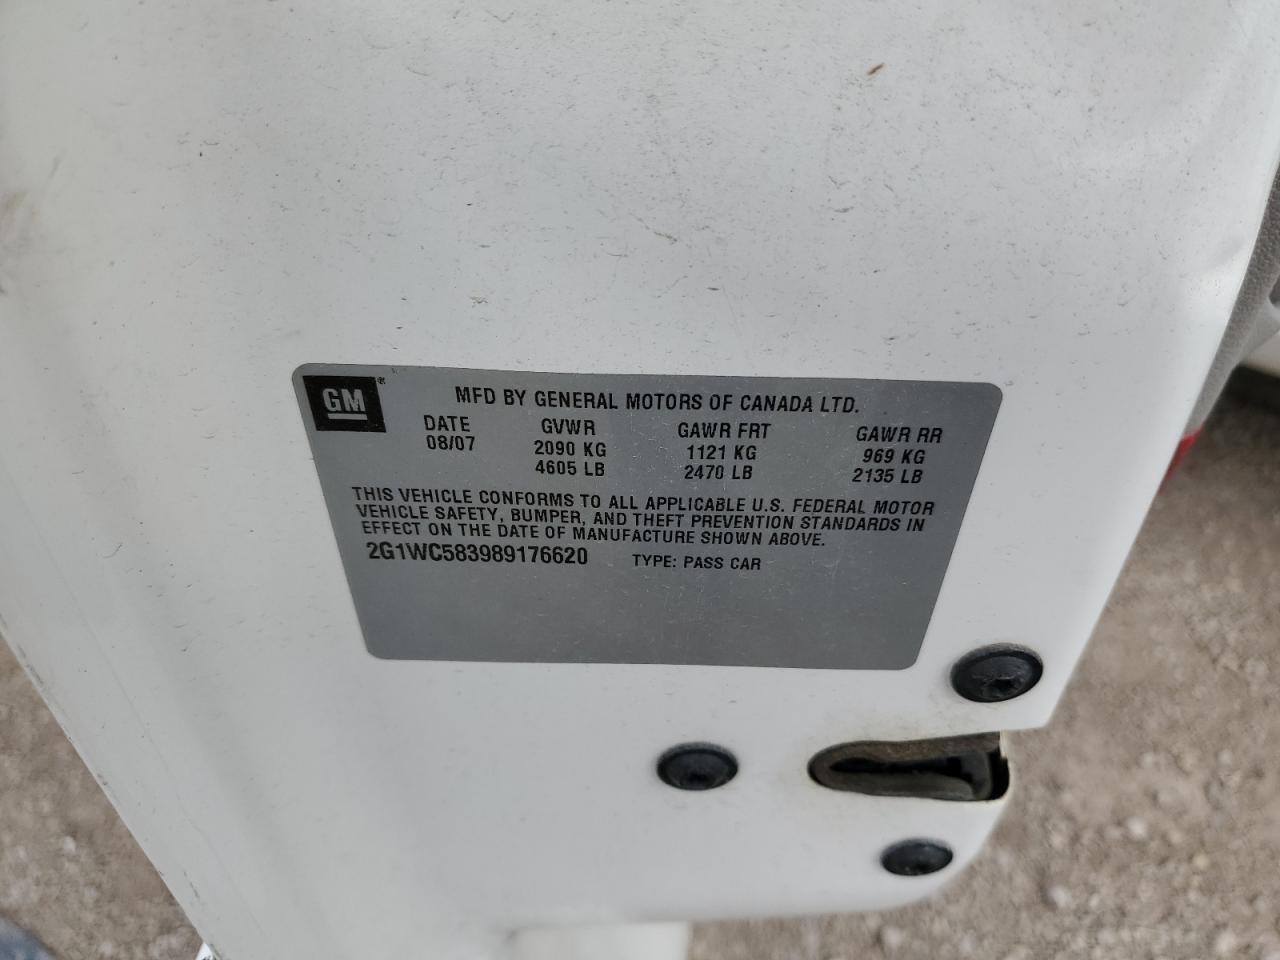 GM
MFD BY GENERAL MOTORS OF CANADA LTD.
DATE GVWR GAWR FRT GAWR RR
08/07 2090 KG 1121 KG 969 KG
4605 LB 2470 LB 2135 LB
THIS VEHICLE CONFORMS TO ALL APPLICABLE U.S. FEDERAL MOTOR
VEHICLE SAFETY, BUMPER, AND THEFT PREVENTION STANDARDS IN
EFFECT ON THE DATE OF MANUFACTURE SHOWN ABOVE.
2G1WC583989176620 TYPE: PASS CAR